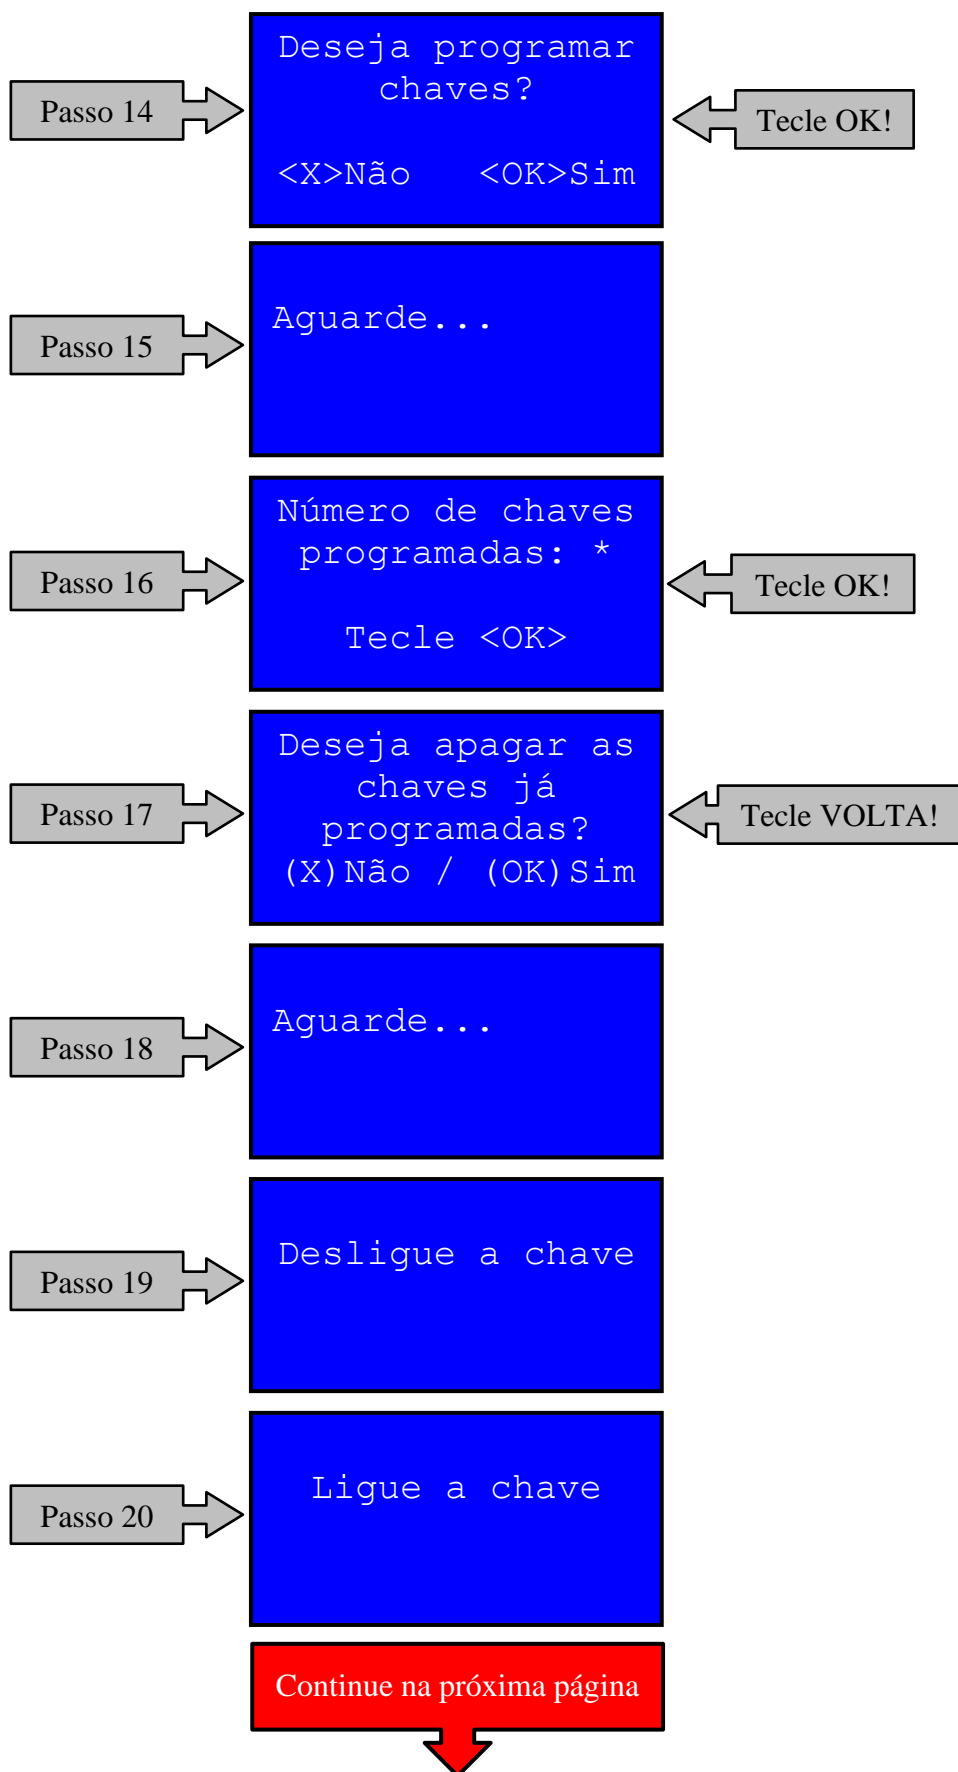 Passo 14
Deseja programar
chaves?
<X>Não <OK>Sim
Tecle OK!
Passo 15
Aguarde...
Passo 16
Número de chaves
programadas: *
Tecle <OK>
Tecle OK!
Passo 17
Deseja apagar as
chaves já
programadas?
(X)Não / (OK)Sim
Tecle VOLTA!
Passo 18
Aguarde...
Passo 19
Desligue a chave
Passo 20
Ligue a chave
Continue na próxima página